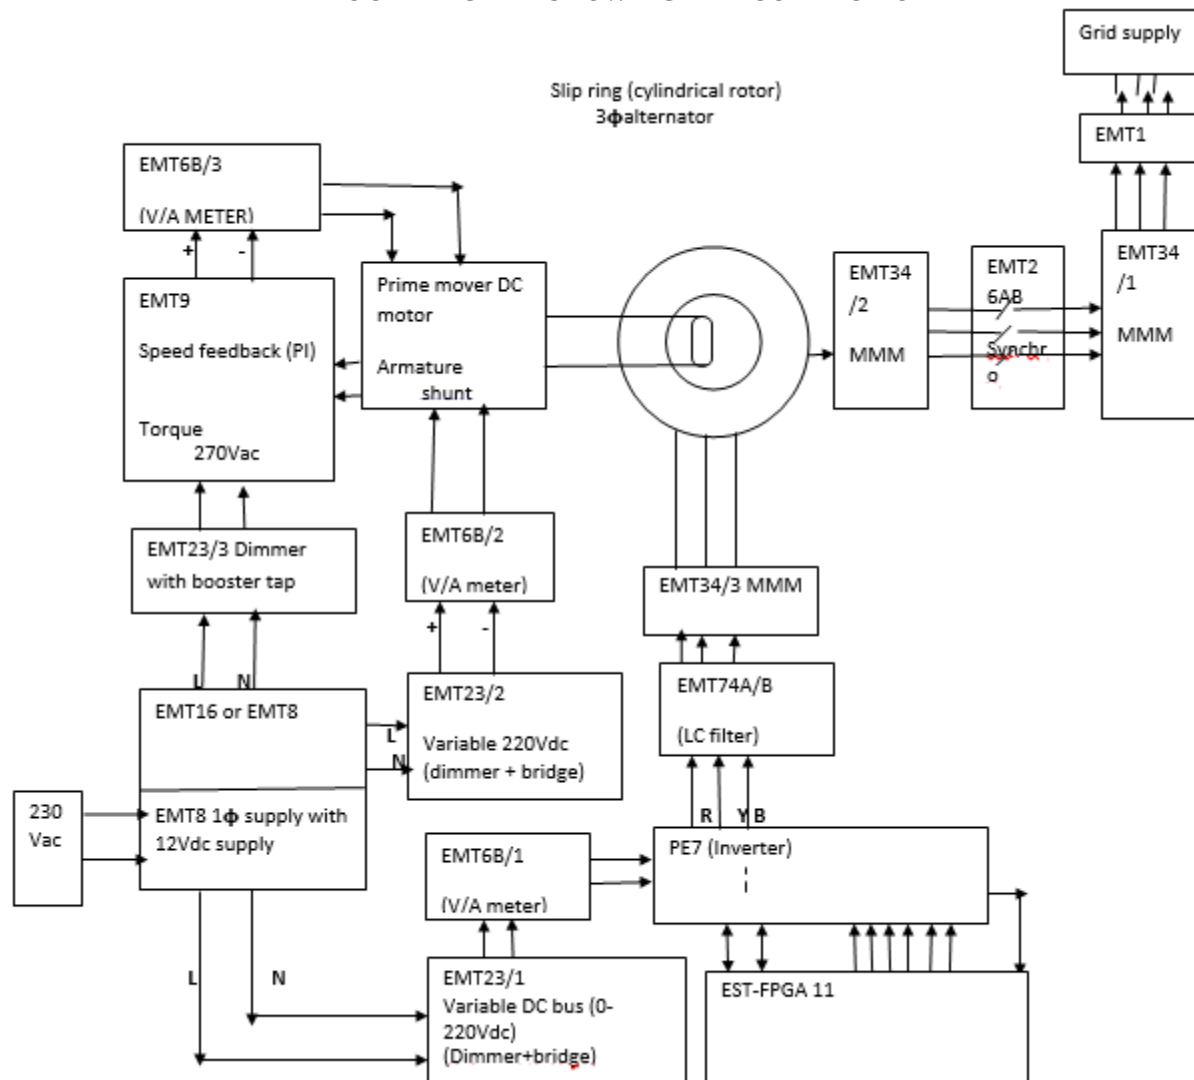 Grid supply
Slip ring (cylindrical rotor)
3ϕalternator
EMT1
EMT6B/3
(V/A METER)
+
-
EMT9
Speed feedback (PI)
Torque
270Vac
Prime mover DC
motor
Armature
shunt
EMT34
/2
MMM
EMT2
6AB
Synchr
o
EMT34
/1
MMM
EMT23/3 Dimmer
with booster tap
L
N
EMT6B/2
(V/A meter)
+
-
EMT34/3 MMM
EMT16 or EMT8
L
N
EMT23/2
Variable 220Vdc
(dimmer + bridge)
EMT74A/B
(LC filter)
R
Y
B
230
Vac
EMT8 1ϕ supply with
12Vdc supply
EMT6B/1
(V/A meter)
PE7 (Inverter)
L
N
EMT23/1
Variable DC bus (0-
220Vdc)
(Dimmer+bridge)
EST-FPGA 11